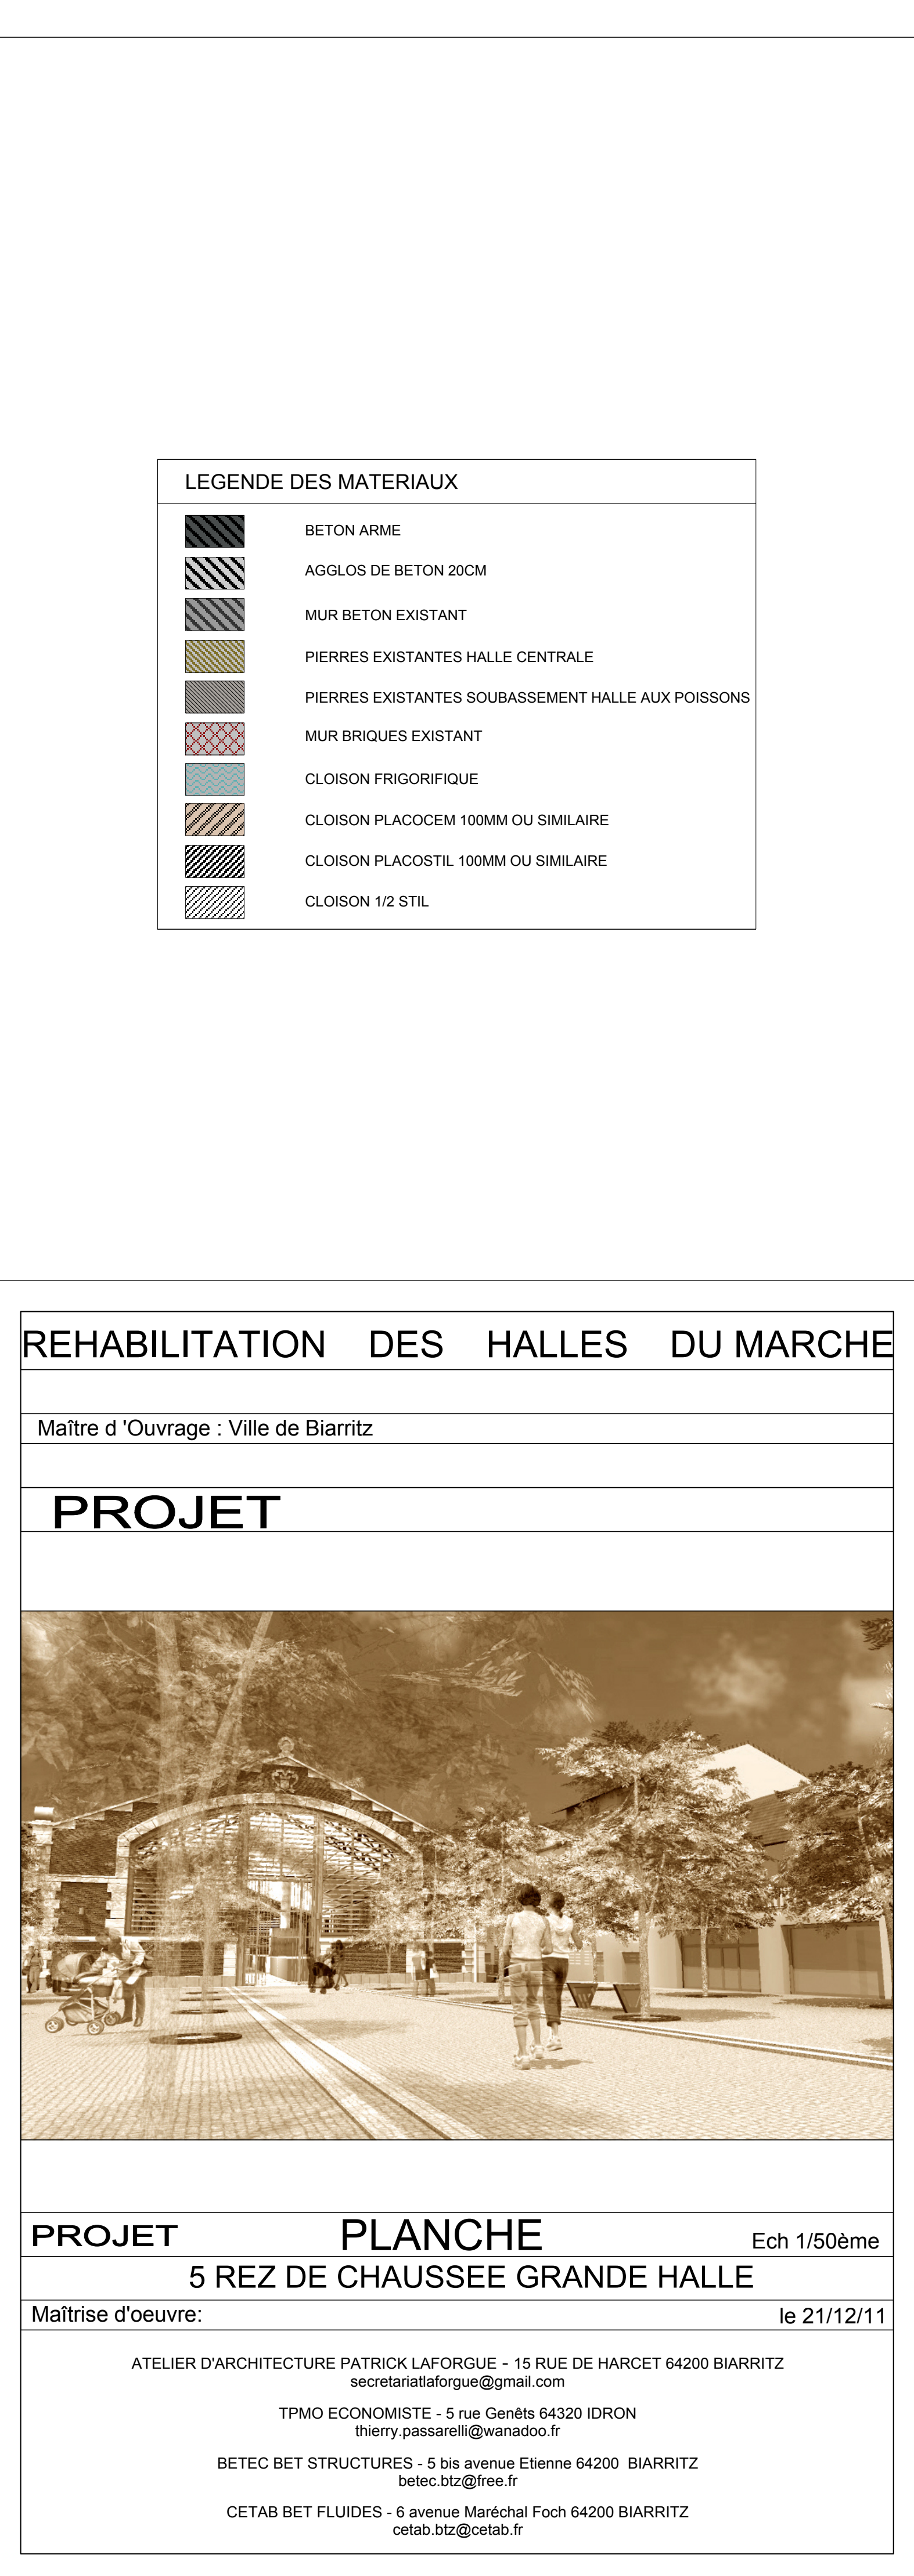 LEGENDE DES MATERIAUX
BETON ARME
AGGLOS DE BETON 20CM
MUR BETON EXISTANT
PIERRES EXISTANTES HALLE CENTRALE
PIERRES EXISTANTES SOUBASSEMENT HALLE AUX POISSONS
MUR BRIQUES EXISTANT
CLOISON FRIGORIFIQUE
CLOISON PLACOCEM 100MM OU SIMILAIRE
CLOISON PLACOSTIL 100MM OU SIMILAIRE
CLOISON 1/2 STIL
REHABILITATION DES HALLES DU MARCHE
Maître d 'Ouvrage : Ville de Biarritz
PROJET
PROJET PLANCHE Ech 1/50ème
5 REZ DE CHAUSSEE GRANDE HALLE
Maîtrise d'oeuvre: le 21/12/11
ATELIER D'ARCHITECTURE PATRICK LAFORGUE - 15 RUE DE HARCET 64200 BIARRITZ
secretariatlaforgue@gmail.com
TPMO ECONOMISTE - 5 rue Genêts 64320 IDRON
thierry.passarelli@wanadoo.fr
BETEC BET STRUCTURES - 5 bis avenue Etienne 64200 BIARRITZ
betec.btz@free.fr
CETAB BET FLUIDES - 6 avenue Maréchal Foch 64200 BIARRITZ
cetab.btz@cetab.fr